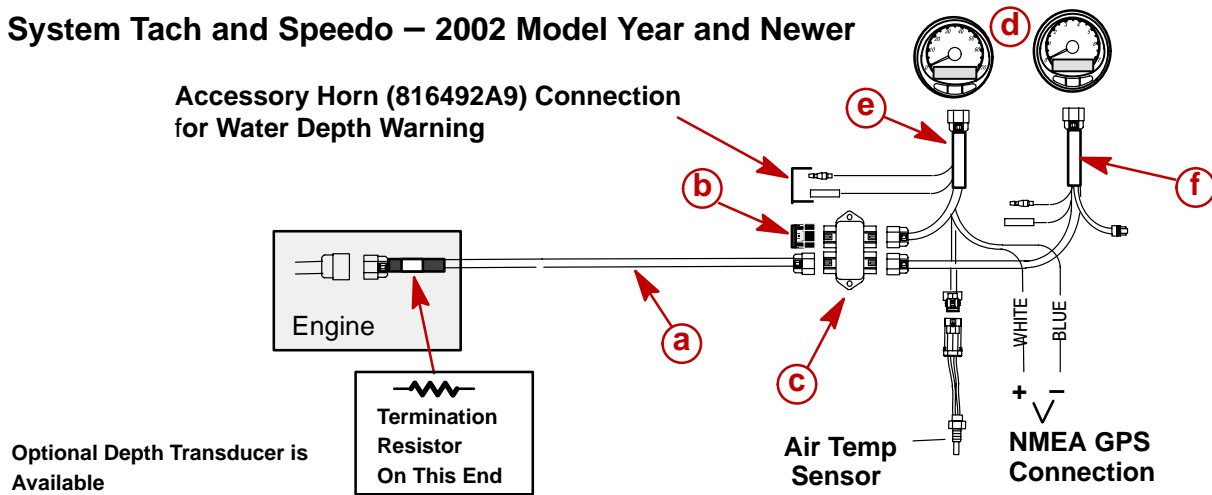 System Tach and Speedo – 2002 Model Year and Newer
d
Accessory Horn (816492A9) Connection
for Water Depth Warning
e
b
f
Engine
a
c
WHITE
BLUE
+ –
Termination
Resistor
On This End
Air Temp
Sensor
NMEA GPS
Connection
Optional Depth Transducer is
Available